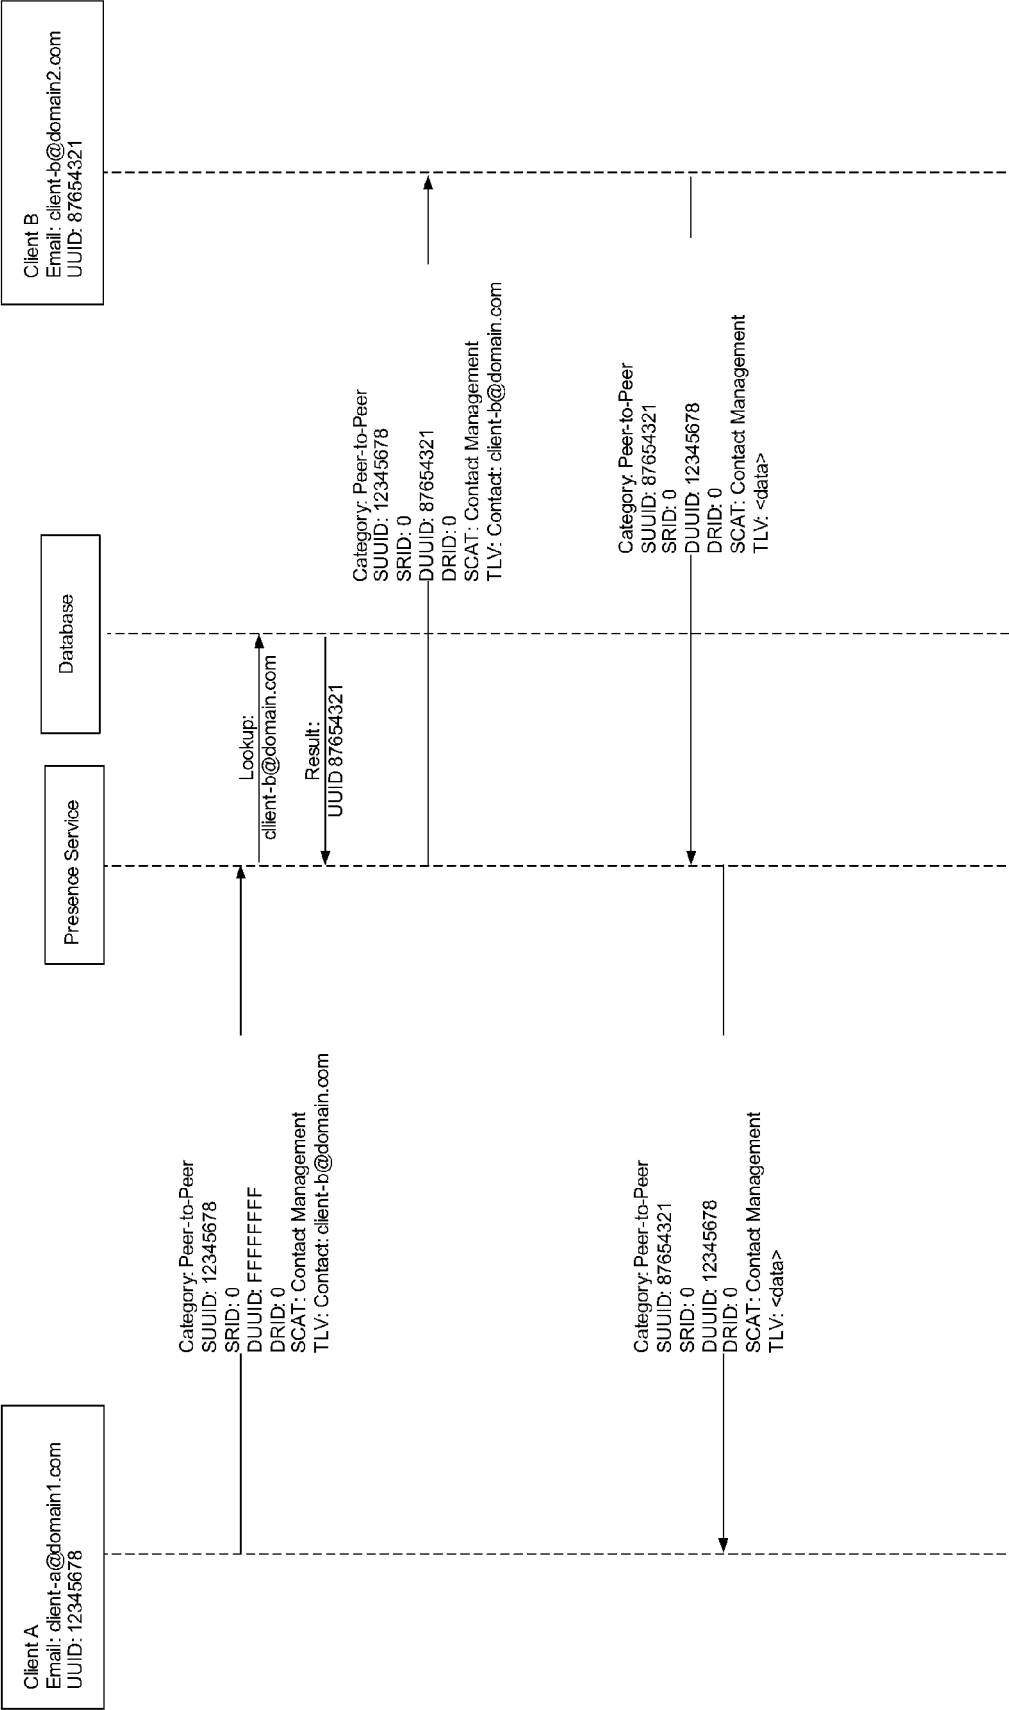 Client A
Email: client-a@domain1.com
UUID: 12345678
Presence Service
Database
Client B
Email: client-b@domain2.com
UUID: 87654321
Category: Peer-to-Peer
SUUID: 12345678
SRID: 0
DUUID: FFFFFFFF
DRID: 0
SCAT: Contact Management
TLV: Contact: client-b@domain.com
Lookup:
client-b@domain.com
Result:
UUID 87654321
Category: Peer-to-Peer
SUUID: 12345678
SRID: 0
DUUID: 87654321
DRID: 0
SCAT: Contact Management
TLV: Contact: client-b@domain.com
Category: Peer-to-Peer
SUUID: 87654321
SRID: 0
DUUID: 12345678
DRID: 0
SCAT: Contact Management
TLV: <data>
Category: Peer-to-Peer
SUUID: 87654321
SRID: 0
DUUID: 12345678
DRID: 0
SCAT: Contact Management
TLV: <data>